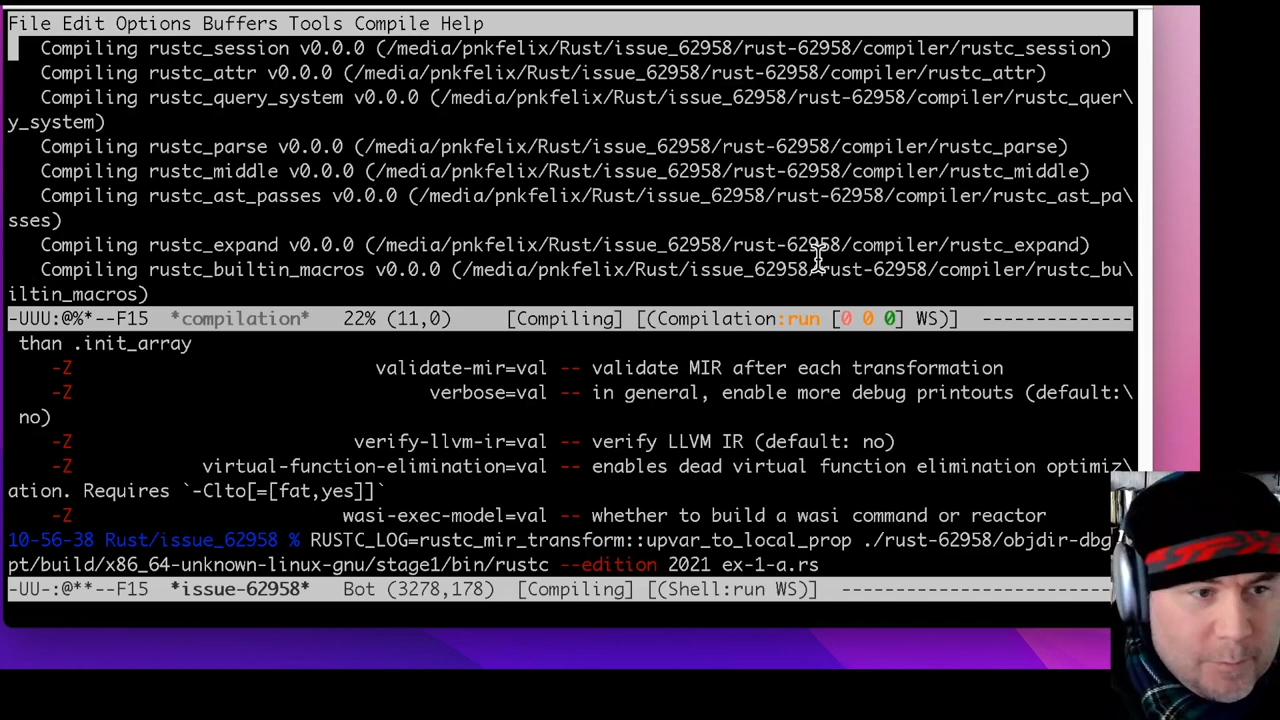 File Edit Options Buffers Tools Compile Help
Compiling rustc_session v0.0.0 (/media/pnkfelix/Rust/issue_62958/rust-62958/compiler/rustc_session)
Compiling rustc_attr v0.0.0 (/media/pnkfelix/Rust/issue_62958/rust-62958/compiler/rustc_attr)
Compiling rustc_query_system v0.0.0 (/media/pnkfelix/Rust/issue_62958/rust-62958/compiler/rustc_quer\
y_system)
Compiling rustc_parse v0.0.0 (/media/pnkfelix/Rust/issue_62958/rust-62958/compiler/rustc_parse)
Compiling rustc_middle v0.0.0 (/media/pnkfelix/Rust/issue_62958/rust-62958/compiler/rustc_middle)
Compiling rustc_ast_passes v0.0.0 (/media/pnkfelix/Rust/issue_62958/rust-62958/compiler/rustc_ast_pa\
sses)
Compiling rustc_expand v0.0.0 (/media/pnkfelix/Rust/issue_62958/rust-62958/compiler/rustc_expand)
Compiling rustc_builtin_macros v0.0.0 (/media/pnkfelix/Rust/issue_62958/rust-62958/compiler/rustc_bu\
iltin_macros)
-UUU:@%*--F15 *compilation* 22% (11,0) [Compiling] [(Compilation:run [0 0 0] WS)] --------------
than .init_array
-Z validate-mir=val -- validate MIR after each transformation
-Z verbose=val -- in general, enable more debug printouts (default:\
no)
-Z verify-llvm-ir=val -- verify LLVM IR (default: no)
-Z virtual-function-elimination=val -- enables dead virtual function elimination optimiz\
ation. Requires `-Clto[=[fat,yes]]`
-Z wasi-exec-model=val -- whether to build a wasi command or reactor
10-56-38 Rust/issue_62958 % RUSTC_LOG=rustc_mir_transform::upvar_to_local_prop ./rust-62958/objdir-dbg
pt/build/x86_64-unknown-linux-gnu/stage1/bin/rustc --edition 2021 ex-1-a.rs
-UU-:@**--F15 *issue-62958* Bot (3278,178) [Compiling] [(Shell:run WS)] -------------------------